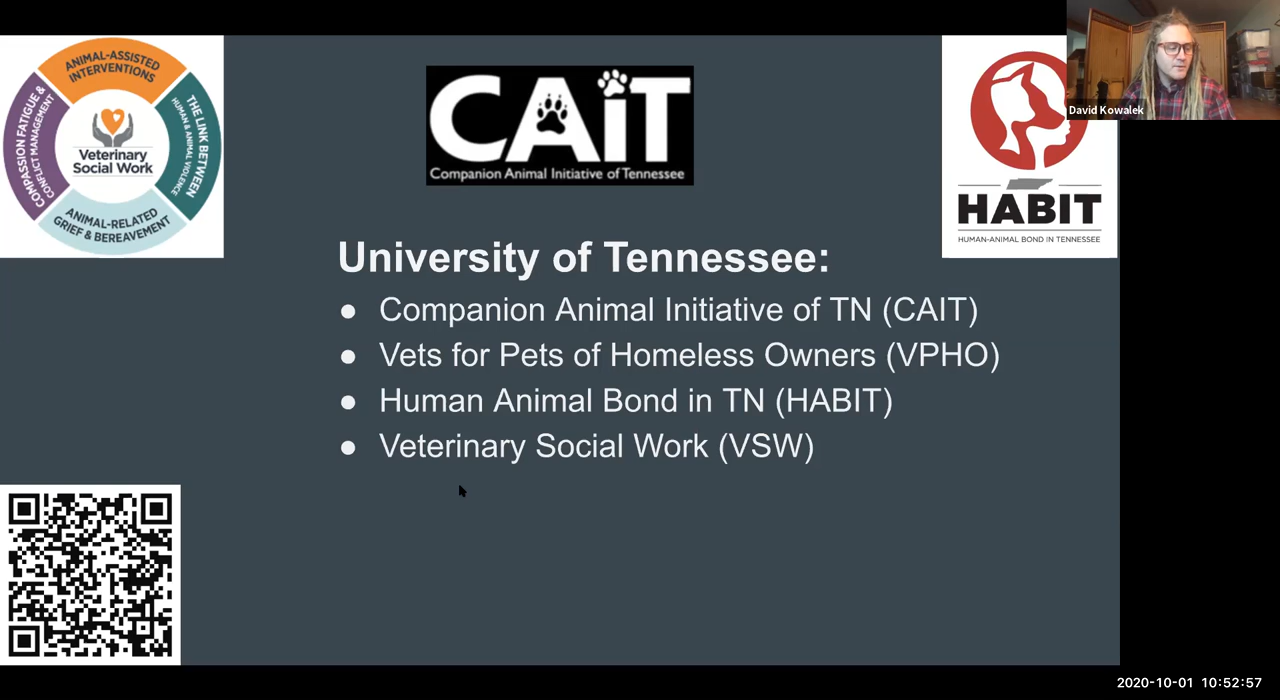 ANIMAL-ASSISTED
INTERVENTIONS
COMPASSION FATIGUE &
CONFLICT MANAGEMENT
Veterinary
Social Work
THE LINK BETWEEN
HUMAN & ANIMAL VIOLENCE
ANIMAL-RELATED
GRIEF & BEREAVEMENT
CAiT
Companion Animal Initiative of Tennessee
David Kowalek
HABIT
HUMAN-ANIMAL BOND IN TENNESSEE
University of Tennessee:
● Companion Animal Initiative of TN (CAIT)
● Vets for Pets of Homeless Owners (VPHO)
● Human Animal Bond in TN (HABIT)
● Veterinary Social Work (VSW)
2020-10-01 10:52:57